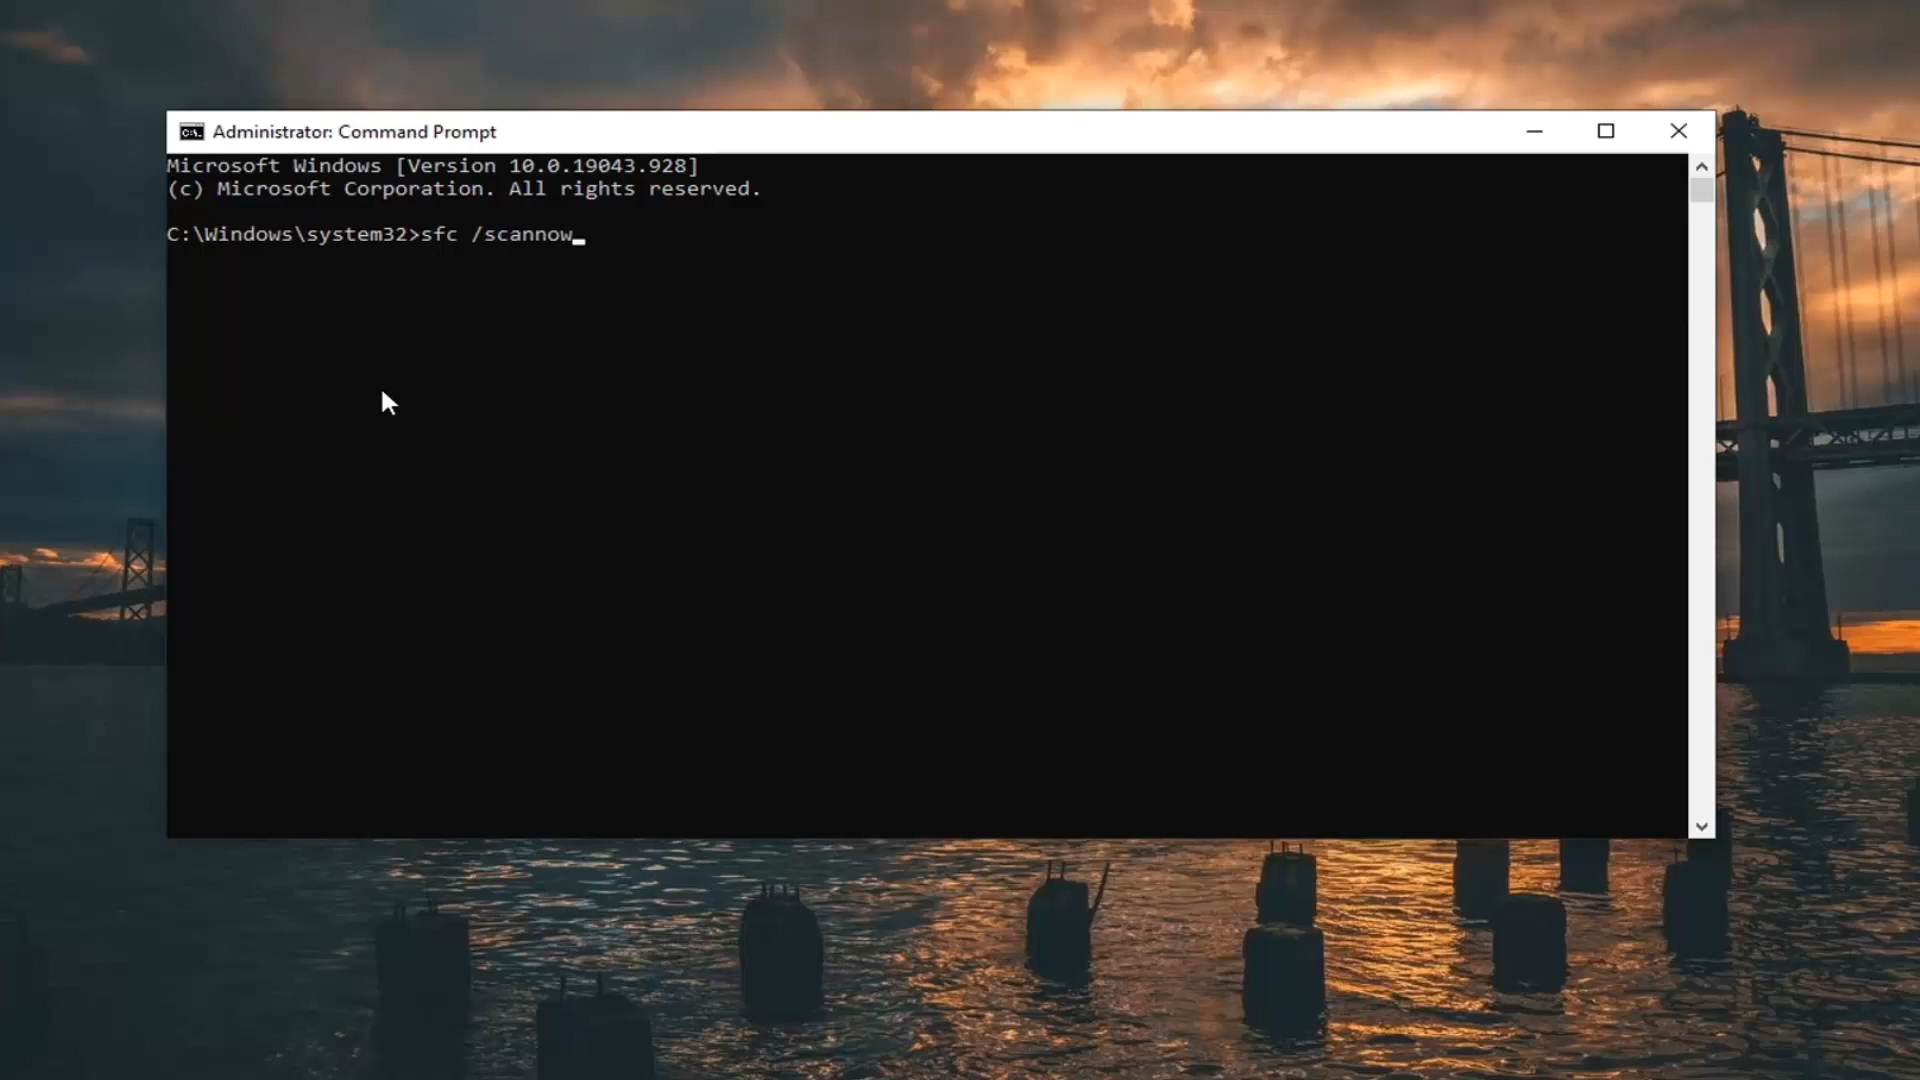 Administrator: Command Prompt
Microsoft Windows [Version 10.0.19043.928]
(c) Microsoft Corporation. All rights reserved.
C:\Windows\system32>sfc /scannow